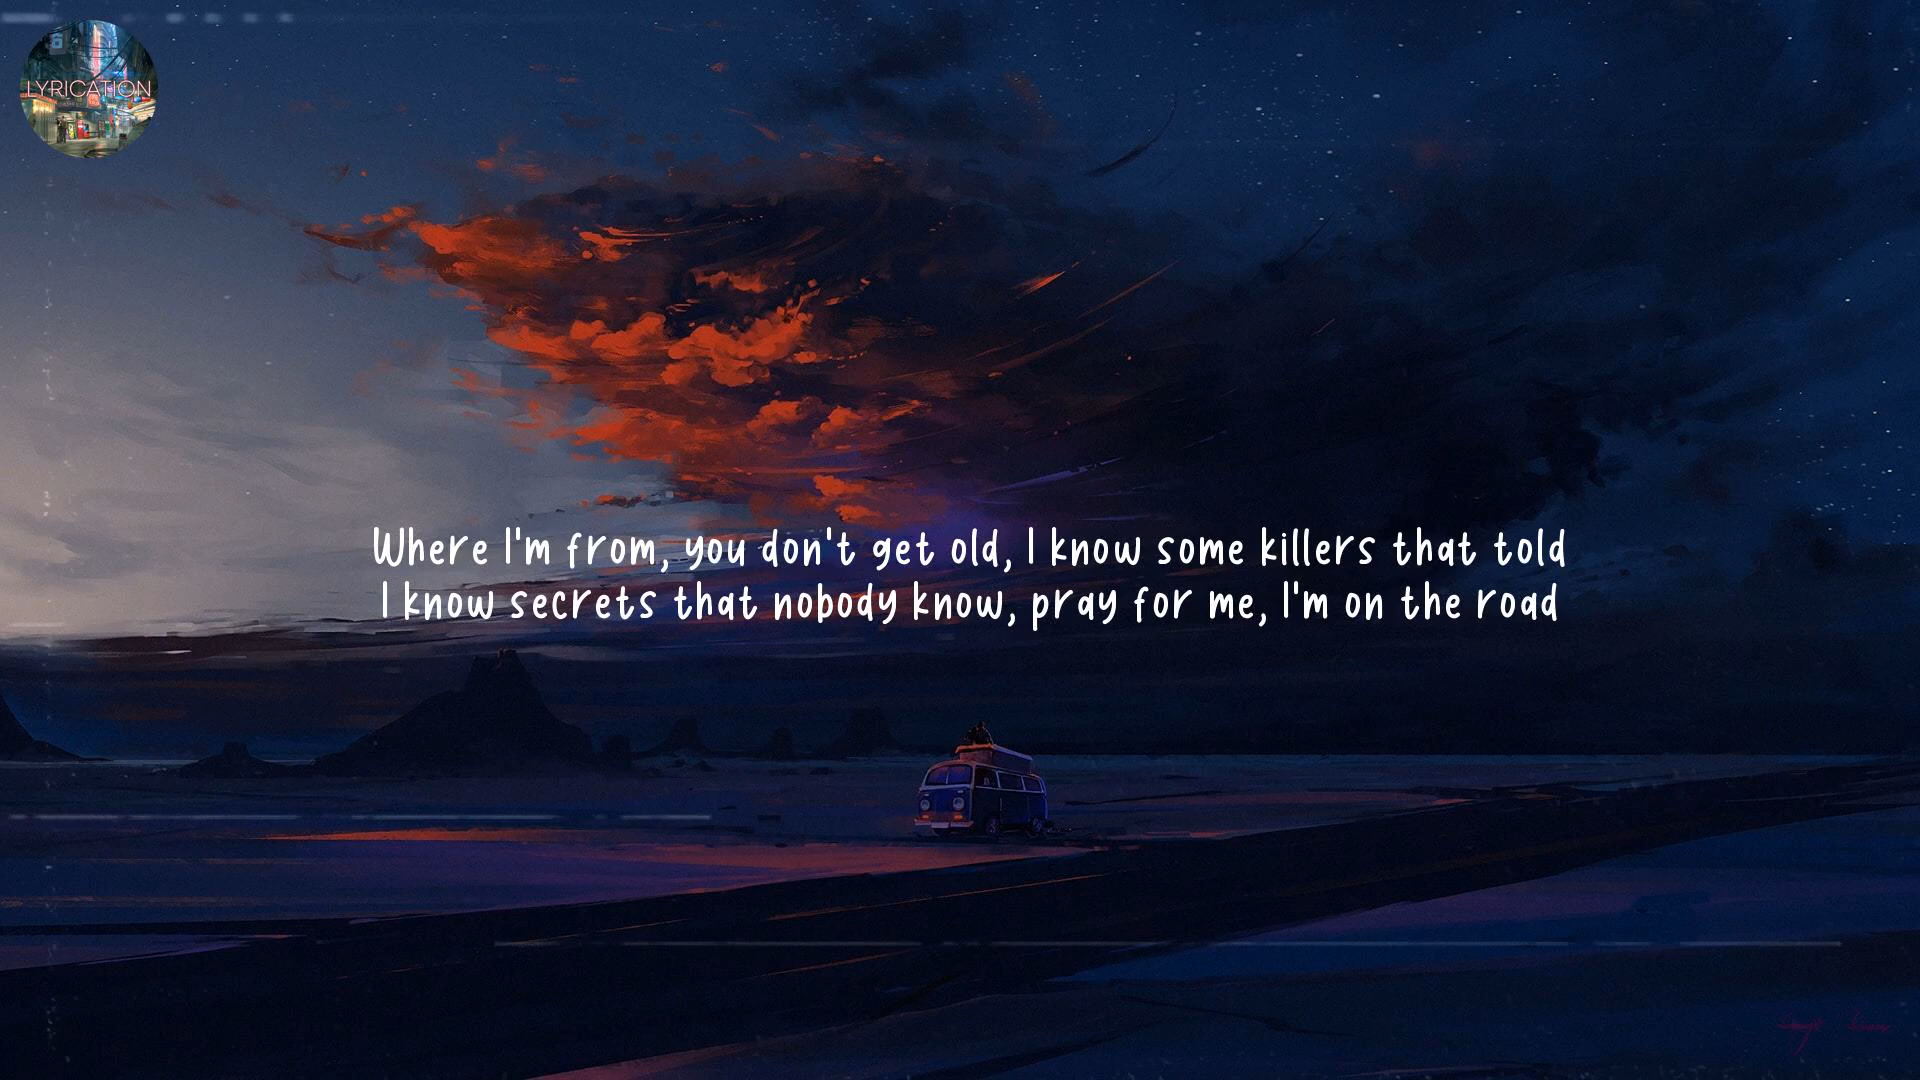 LYRICATION
Where I'm from, you don't get old, I know some killers that told
I know secrets that nobody know, pray for me, I'm on the road